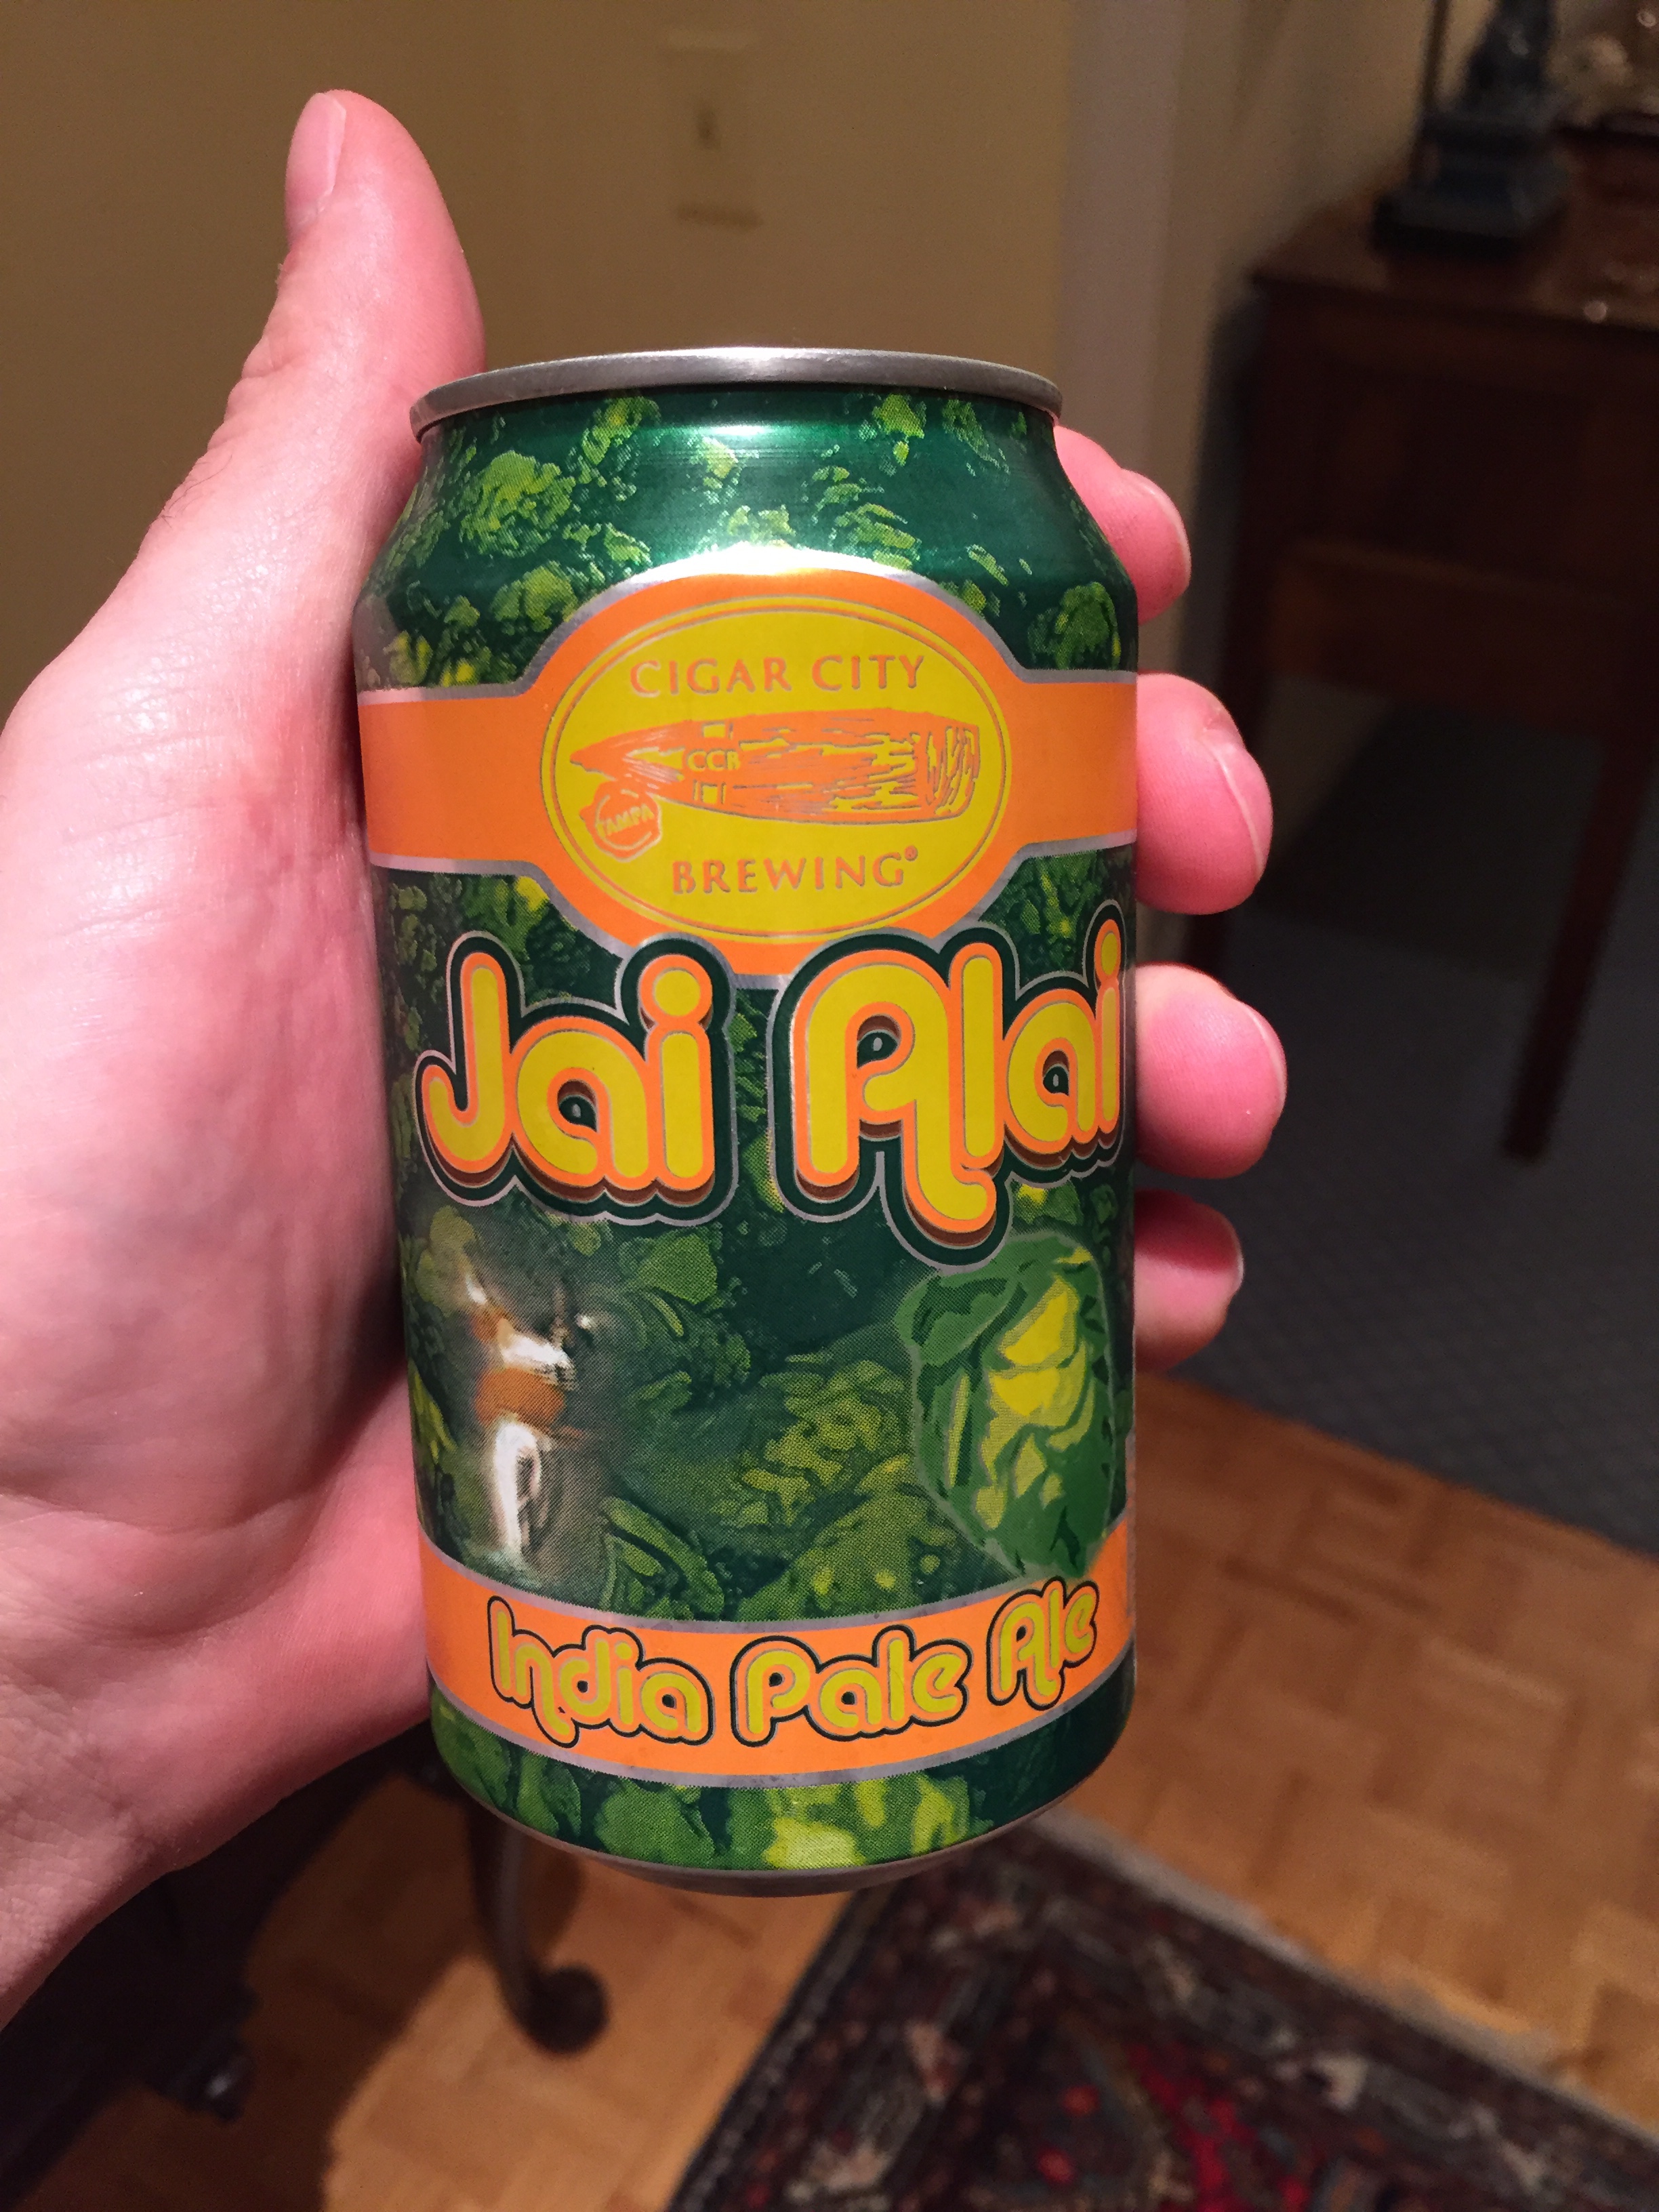 CIGAR CITY
CCB
TAMPA
BREWING®
Jai Alai
India Pale Ale